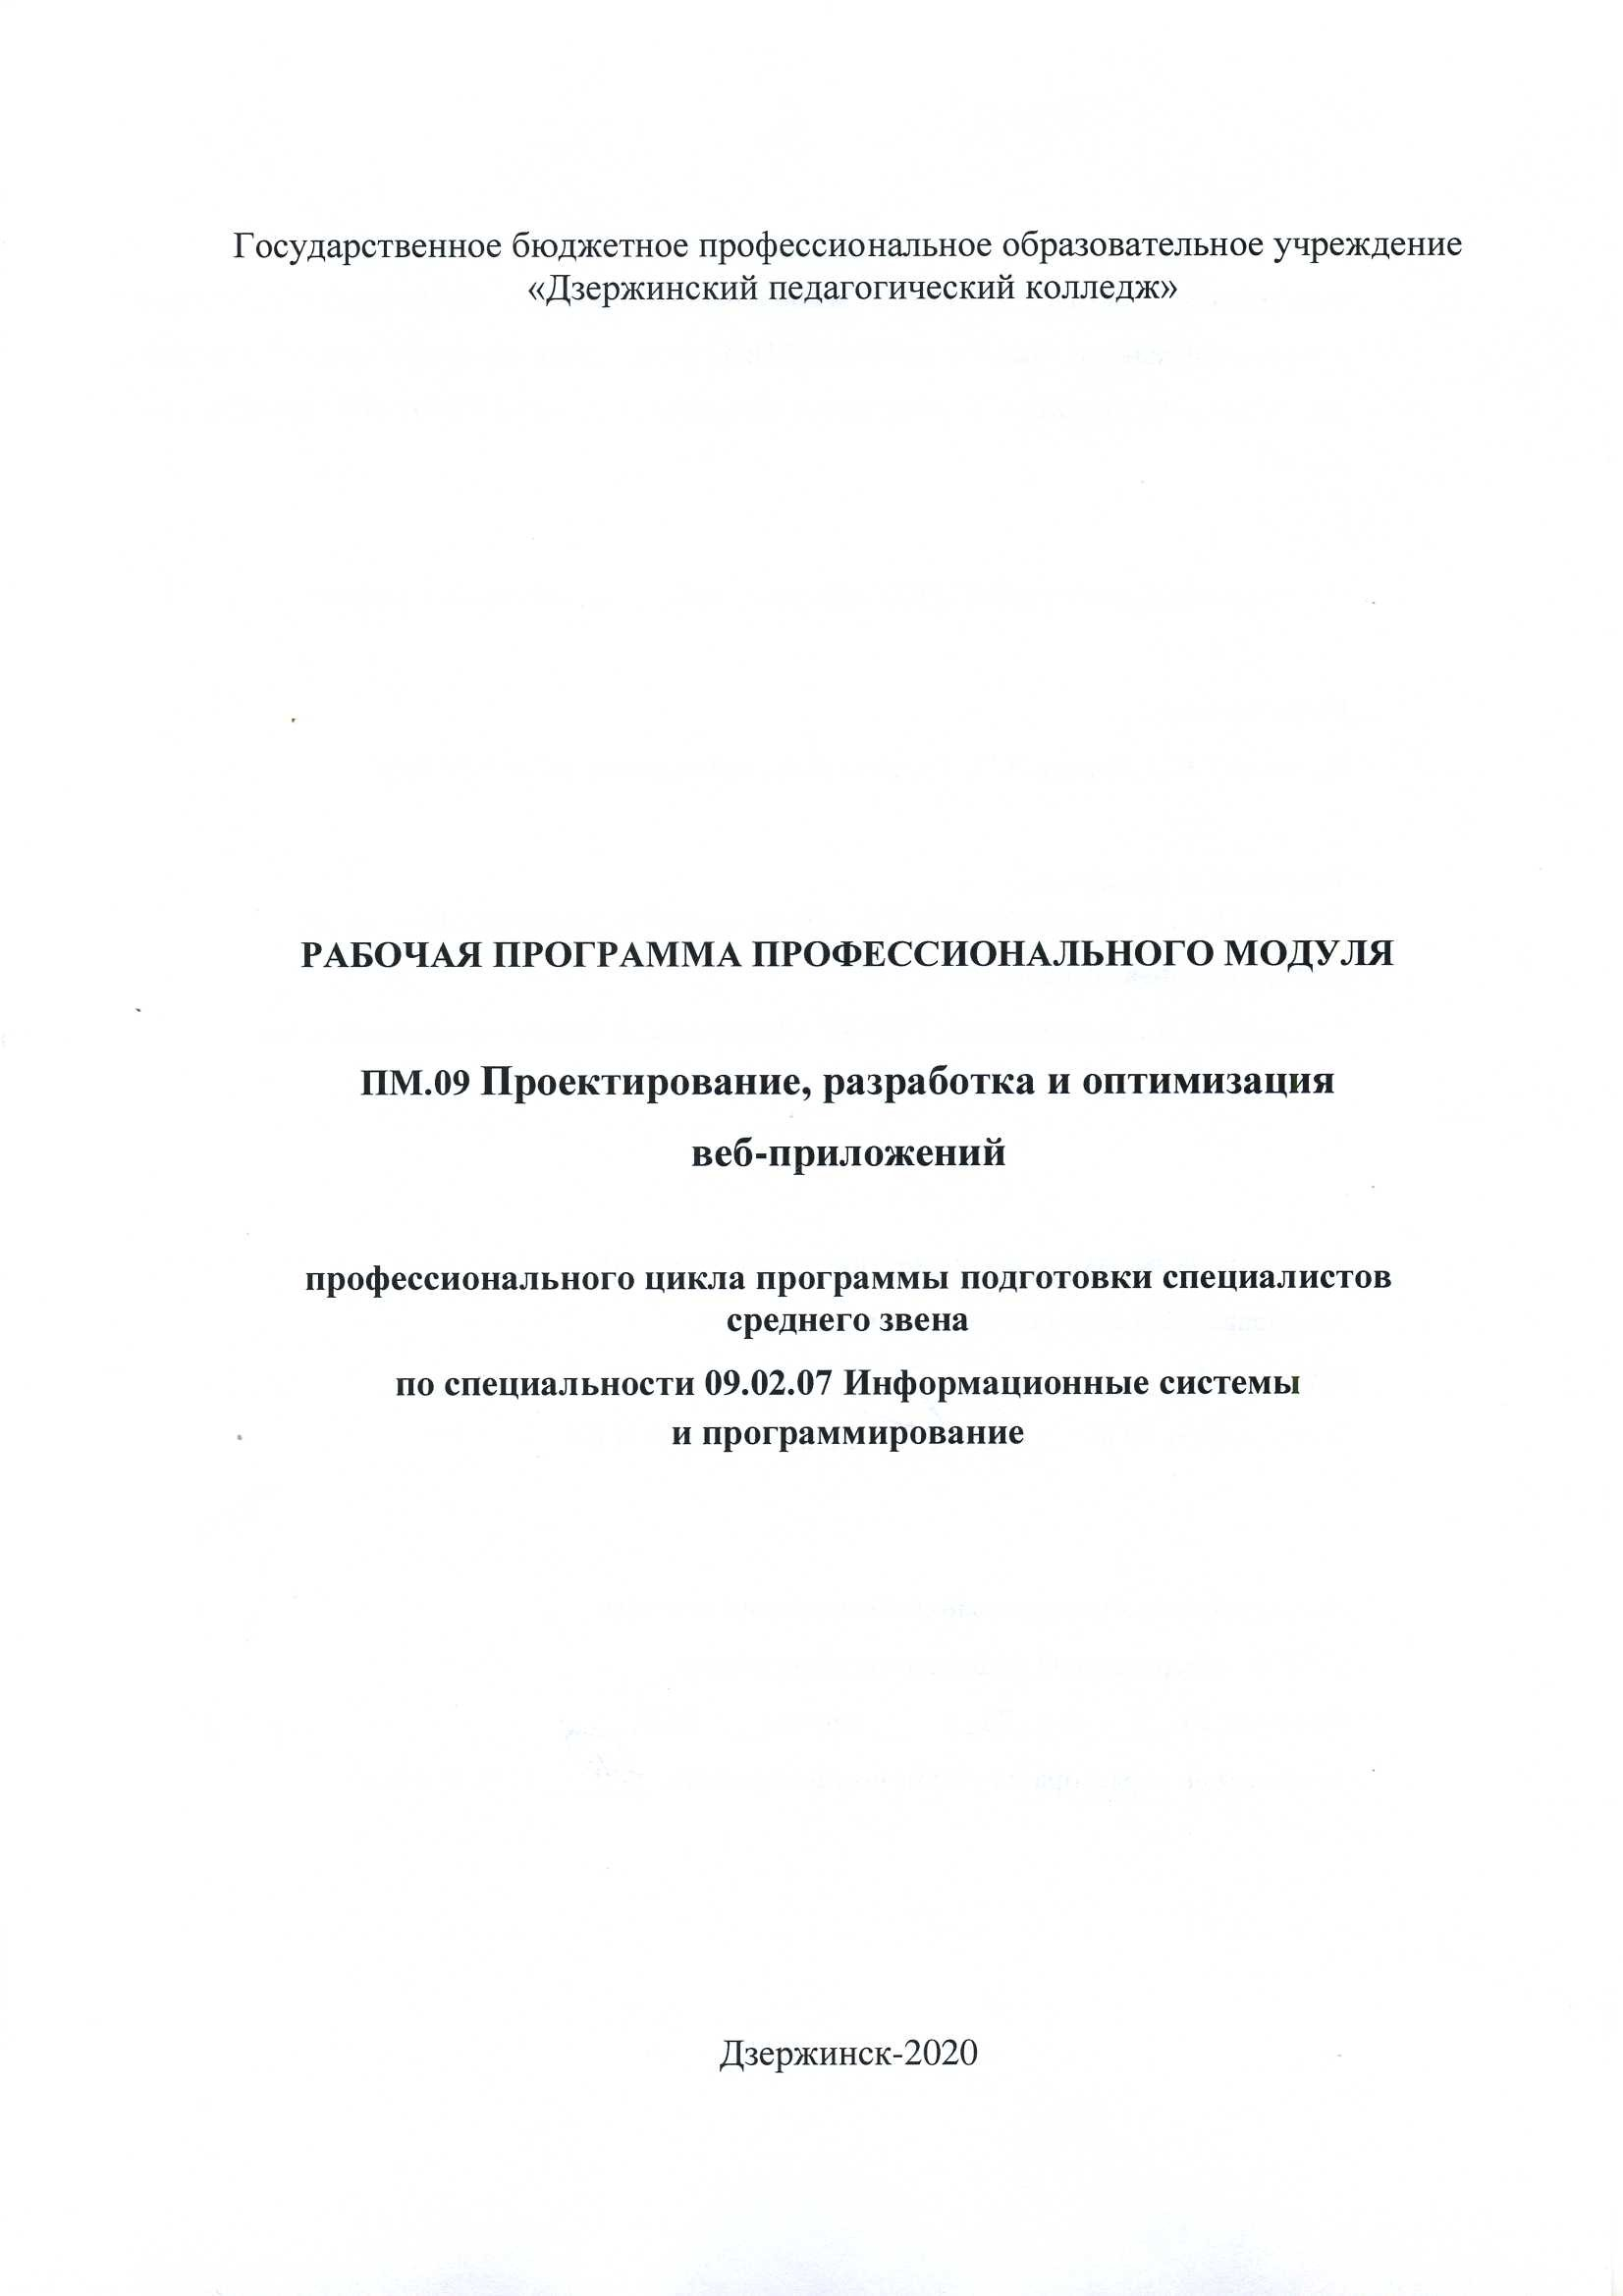 Государственное бюджетное профессиональное образовательное учреждение
«Дзержинский педагогический колледж»
РАБОЧАЯ ПРОГРАММА ПРОФЕССИОНАЛЬНОГО МОДУЛЯ
ПМ.09 Проектирование, разработка и оптимизация
веб-приложений
профессионального цикла программы подготовки специалистов
среднего звена
по специальности 09.02.07 Информационные системы
и программирование
Дзержинск-2020